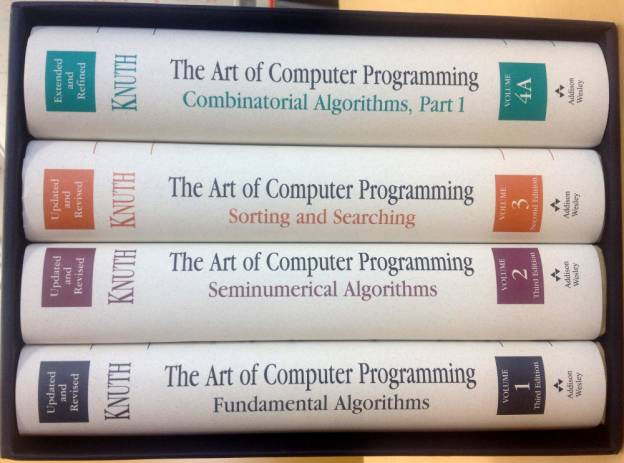 Extended
and
Refined
KNUTH
The Art of Computer Programming
Combinatorial Algorithms, Part 1
VOLUME
4A
Addison
Wesley
Updated
and
Revised
KNUTH
The Art of Computer Programming
Sorting and Searching
VOLUME
3
Second Edition
Addison
Wesley
Updated
and
Revised
KNUTH
The Art of Computer Programming
Seminumerical Algorithms
VOLUME
2
Third Edition
Addison
Wesley
Updated
and
Revised
KNUTH
The Art of Computer Programming
Fundamental Algorithms
VOLUME
1
Third Edition
Addison
Wesley